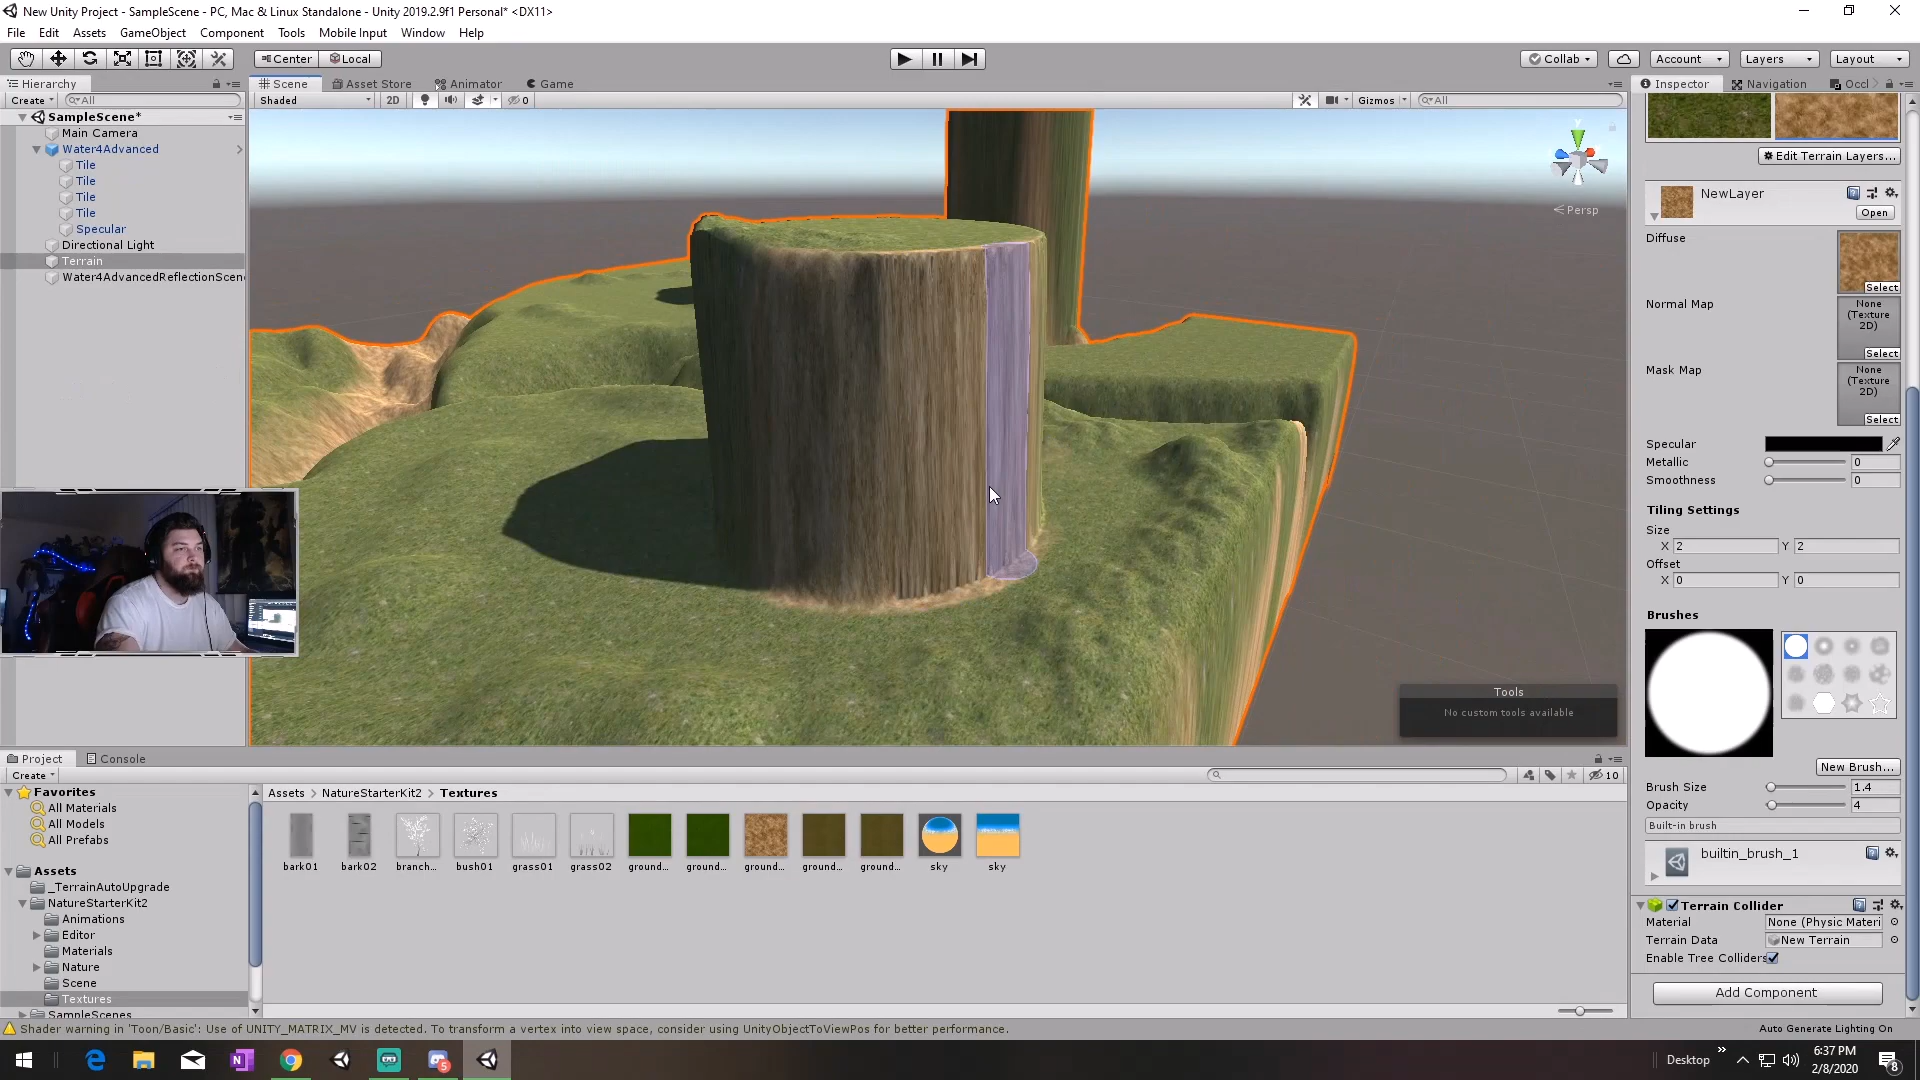 New Unity Project - SampleScene - PC, Mac & Linux Standalone - Unity 2019.2.9f1 Personal* <DX11>
File Edit Assets GameObject Component Tools Mobile Input Window Help
Center Local Collab Account Layers Layout
Hierarchy
Create All
SampleScene*
Main Camera
Water4Advanced
Tile
Tile
Tile
Tile
Specular
Directional Light
Terrain
Water4AdvancedReflectionScene
Scene Asset Store Animator Game
Shaded 2D 0 Gizmos All
y
Persp
Tools
No custom tools available
Inspector Navigation Occl
Edit Terrain Layers...
NewLayer
Open
Diffuse
Select
Normal Map
None
(Texture
2D)
Select
Mask Map
None
(Texture
2D)
Select
Specular
Metallic 0
Smoothness 0
Tiling Settings
Size
X 2 Y 2
Offset
X 0 Y 0
Brushes
New Brush...
Brush Size 1.4
Opacity 4
Built-in brush
builtin_brush_1
Terrain Collider
Material None (Physic Materi
Terrain Data New Terrain
Enable Tree Colliders
Add Component
Project Console
Create 10
Favorites
All Materials
All Models
All Prefabs
Assets
_TerrainAutoUpgrade
NatureStarterKit2
Animations
Editor
Materials
Nature
Scene
Textures
SampleScenes
Assets NatureStarterKit2 Textures
bark01 bark02 branch... bush01 grass01 grass02 ground... ground... ground... ground... ground... sky sky
Shader warning in 'Toon/Basic': Use of UNITY_MATRIX_MV is detected. To transform a vertex into view space, consider using UnityObjectToViewPos for better performance.
Auto Generate Lighting On
5
Desktop
6:37 PM
2/8/2020
8